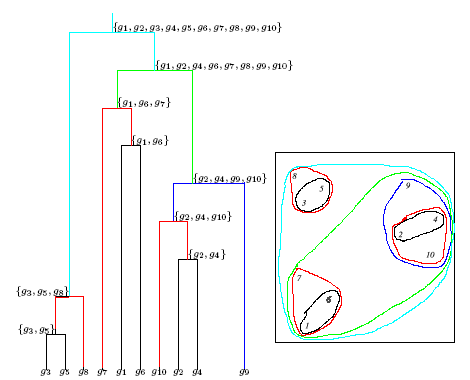 {g1, g2, g3, g4, g5, g6, g7, g8, g9, g10}
{g1, g2, g4, g6, g7, g8, g9, g10}
{g1, g6, g7}
{g1, g6}
{g2, g4, g9, g10}
{g2, g4, g10}
{g2, g4}
{g3, g5, g8}
{g3, g5}
g3 g5 g8 g7 g1 g6 g10 g2 g4 g9
8
5
3
9
4
2
10
7
6
1